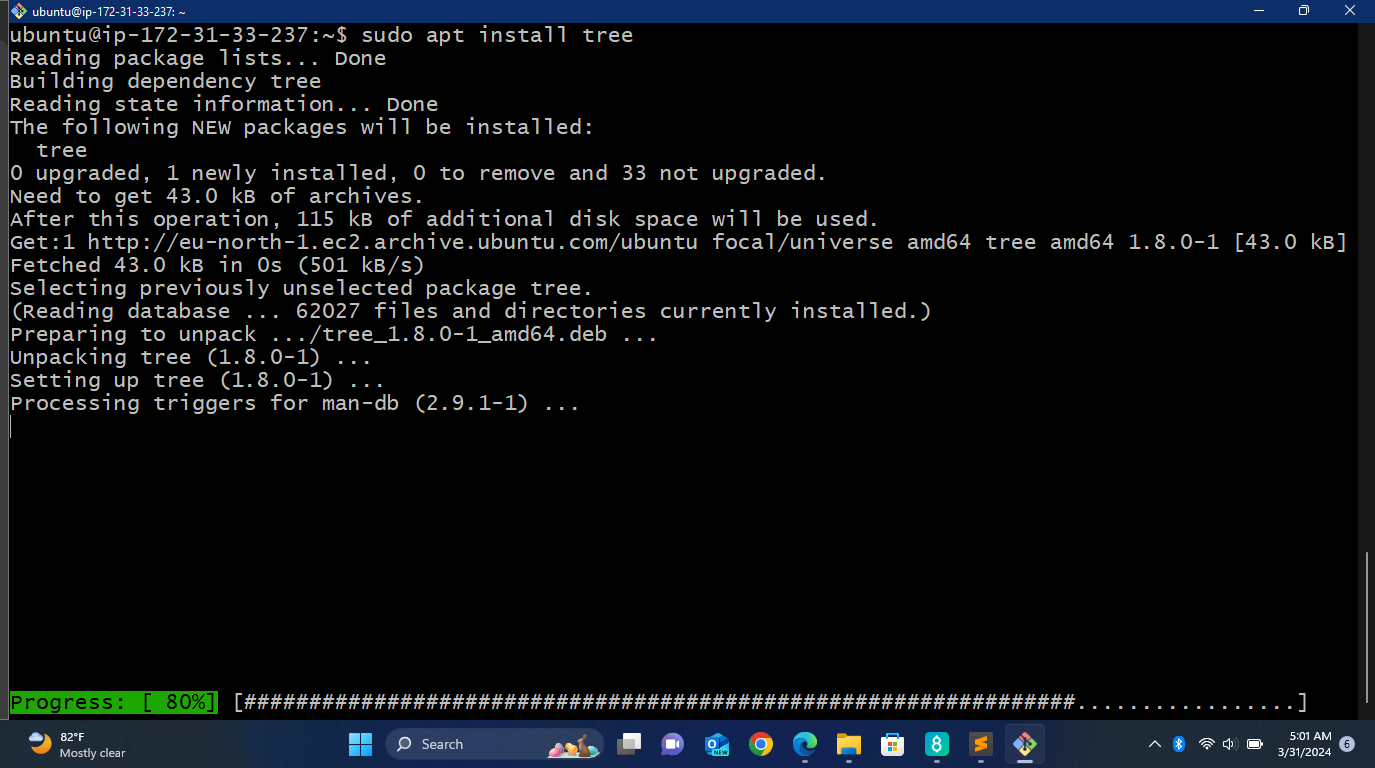 ubuntu@ip-172-31-33-237: ~
ubuntu@ip-172-31-33-237:~$ sudo apt install tree
Reading package lists... Done
Building dependency tree
Reading state information... Done
The following NEW packages will be installed:
  tree
0 upgraded, 1 newly installed, 0 to remove and 33 not upgraded.
Need to get 43.0 kB of archives.
After this operation, 115 kB of additional disk space will be used.
Get:1 http://eu-north-1.ec2.archive.ubuntu.com/ubuntu focal/universe amd64 tree amd64 1.8.0-1 [43.0 kB]
Fetched 43.0 kB in 0s (501 kB/s)
Selecting previously unselected package tree.
(Reading database ... 62027 files and directories currently installed.)
Preparing to unpack .../tree_1.8.0-1_amd64.deb ...
Unpacking tree (1.8.0-1) ...
Setting up tree (1.8.0-1) ...
Processing triggers for man-db (2.9.1-1) ...
Progress: [ 80%] [################################################################.................]
82°F
Mostly clear
Search
NEW
8
5:01 AM
3/31/2024
6